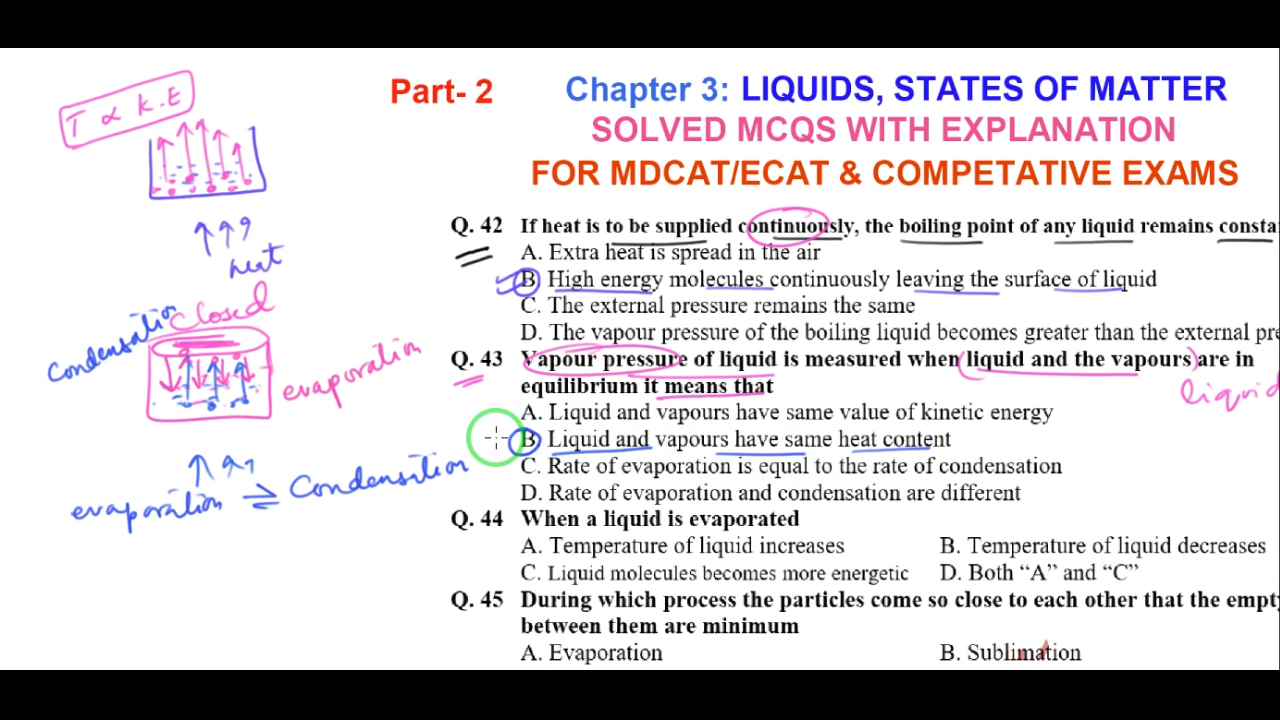 T ∝ K.E
Part- 2
Chapter 3: LIQUIDS, STATES OF MATTER
SOLVED MCQS WITH EXPLANATION
FOR MDCAT/ECAT & COMPETATIVE EXAMS
heat
Condensation
Closed
evaporation
evaporation ⇌ Condensation
Q. 42 If heat is to be supplied continuously, the boiling point of any liquid remains consta
A. Extra heat is spread in the air
B. High energy molecules continuously leaving the surface of liquid
C. The external pressure remains the same
D. The vapour pressure of the boiling liquid becomes greater than the external pre
Q. 43 Vapour pressure of liquid is measured when liquid and the vapours are in
equilibrium it means that
liquid
A. Liquid and vapours have same value of kinetic energy
B. Liquid and vapours have same heat content
C. Rate of evaporation is equal to the rate of condensation
D. Rate of evaporation and condensation are different
Q. 44 When a liquid is evaporated
A. Temperature of liquid increases B. Temperature of liquid decreases
C. Liquid molecules becomes more energetic D. Both “A” and “C”
Q. 45 During which process the particles come so close to each other that the empty
between them are minimum
A. Evaporation B. Sublimation